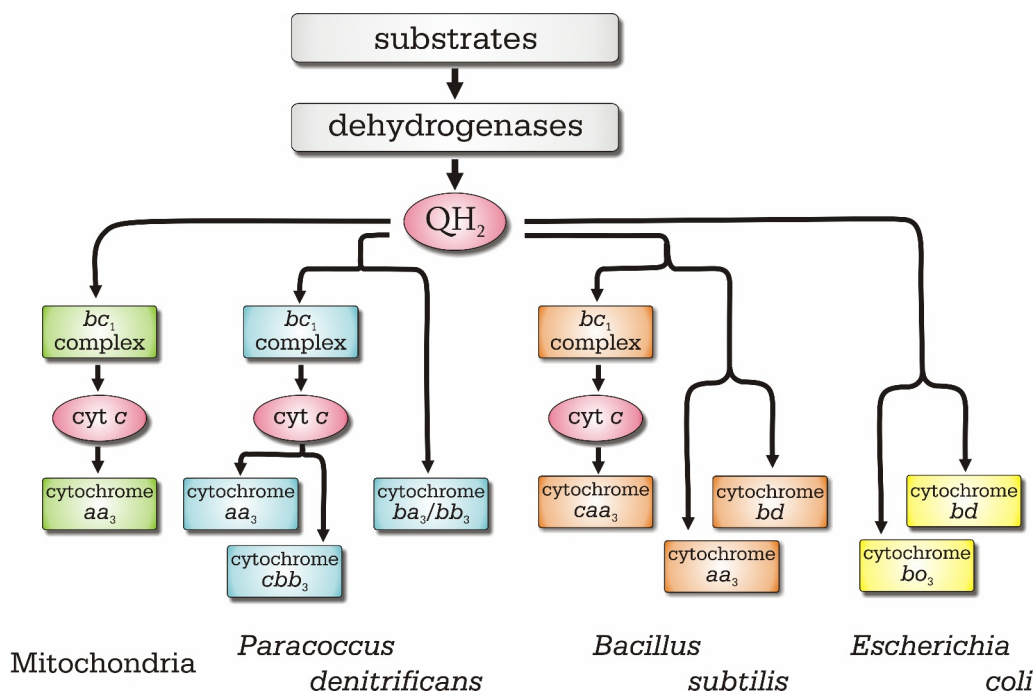 substrates
dehydrogenases
QH₂
bc₁
complex
cyt c
cytochrome
aa₃
bc₁
complex
cyt c
cytochrome
aa₃
cytochrome
cbb₃
cytochrome
ba₃/bb₃
bc₁
complex
cyt c
cytochrome
caa₃
cytochrome
bd
cytochrome
aa₃
cytochrome
bd
cytochrome
bo₃
Mitochondria
Paracoccus
denitrificans
Bacillus
subtilis
Escherichia
coli